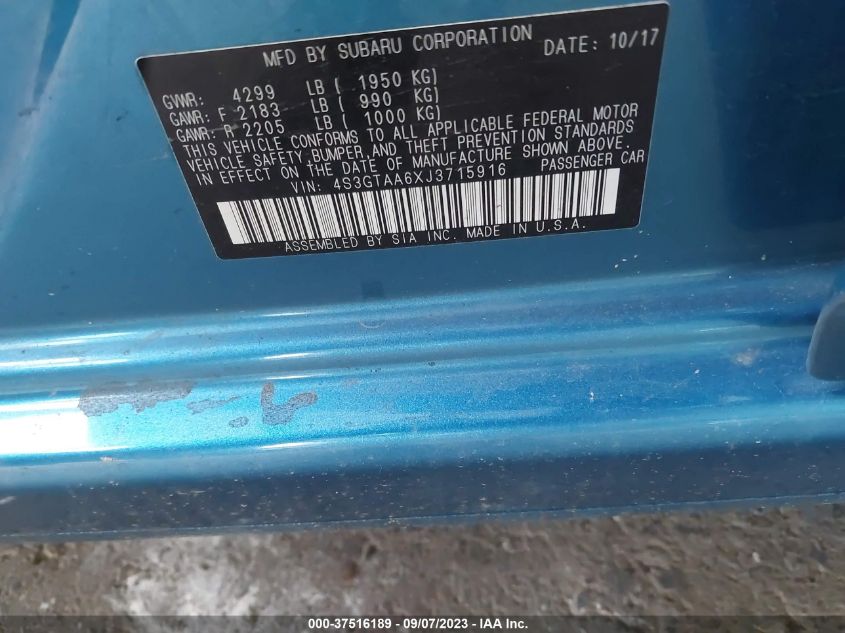 MFD BY SUBARU CORPORATION DATE: 10/17
GVWR: 4299 LB ( 1950 KG)
GAWR: F 2183 LB ( 990 KG)
GAWR: R 2205 LB ( 1000 KG)
THIS VEHICLE CONFORMS TO ALL APPLICABLE FEDERAL MOTOR
VEHICLE SAFETY, BUMPER, AND THEFT PREVENTION STANDARDS
IN EFFECT ON THE DATE OF MANUFACTURE SHOWN ABOVE.
VIN: 4S3GTAA6XJ3715916 PASSENGER CAR
ASSEMBLED BY SIA INC. MADE IN U.S.A.
000-37516189 - 09/07/2023 - IAA Inc.